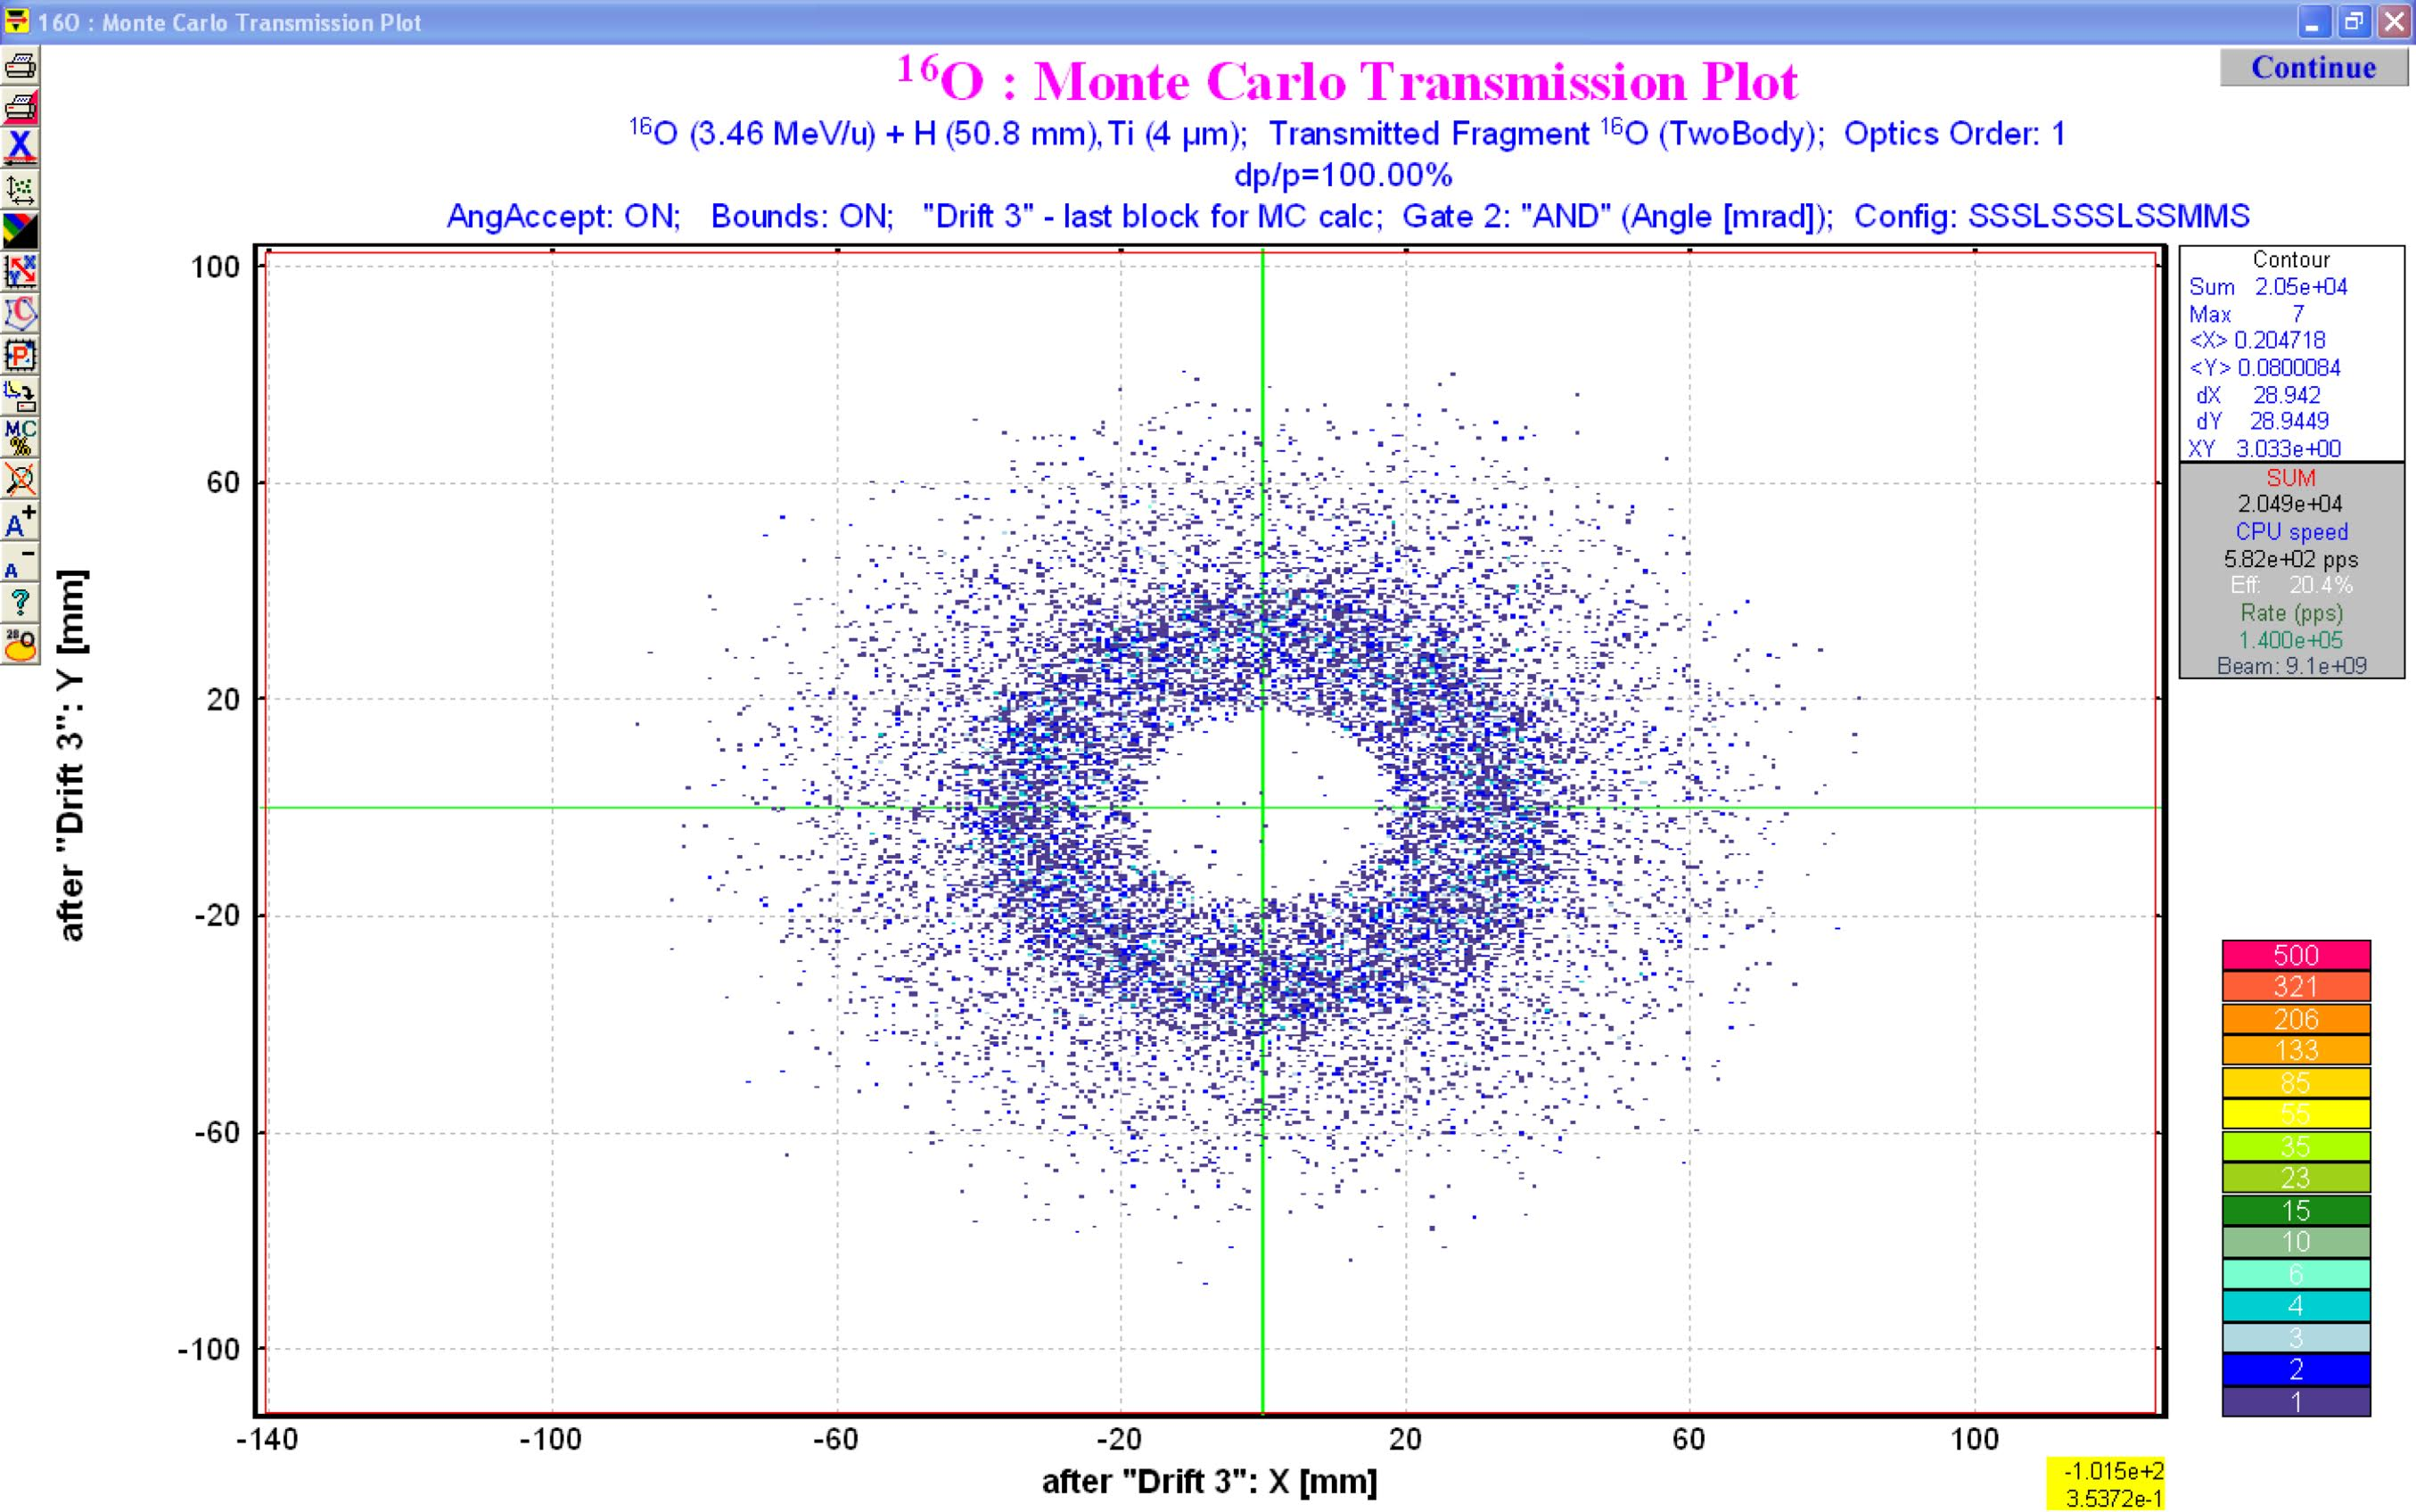 16O : Monte Carlo Transmission Plot
Continue
¹⁶O : Monte Carlo Transmission Plot
¹⁶O (3.46 MeV/u) + H (50.8 mm), Ti (4 µm); Transmitted Fragment ¹⁶O (TwoBody); Optics Order: 1
dp/p=100.00%
AngAccept: ON; Bounds: ON; "Drift 3" - last block for MC calc; Gate 2: "AND" (Angle [mrad]); Config: SSSLSSSLSSMMS
X
C
P
MC
%
A+
A-
?
28O
after "Drift 3": Y [mm]
100
60
20
-20
-60
-100
-140 -100 -60 -20 20 60 100
after "Drift 3": X [mm]
Contour
Sum 2.05e+04
Max 7
<X> 0.204718
<Y> 0.0800084
dX 28.942
dY 28.9449
XY 3.033e+00
SUM
2.049e+04
CPU speed
5.82e+02 pps
Eff: 20.4%
Rate (pps)
1.400e+05
Beam: 9.1e+09
500
321
206
133
85
55
35
23
15
10
6
4
3
2
1
-1.015e+2
3.5372e-1